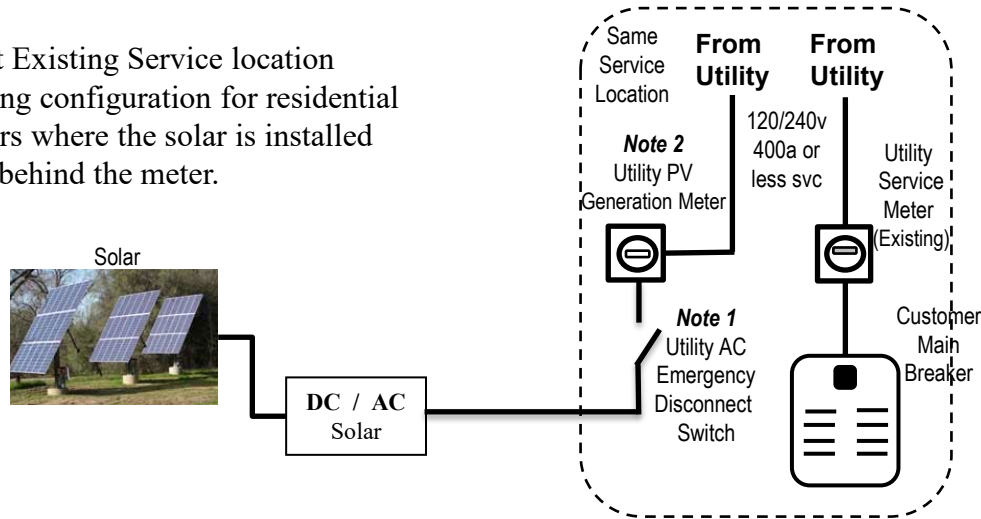 t Existing Service location
ng configuration for residential
rs where the solar is installed
behind the meter.
Solar
DC / AC
Solar
Same
Service
Location
From
Utility
From
Utility
Note 2
Utility PV
Generation Meter
120/240v
400a or
less svc
Utility
Service
Meter
(Existing)
Note 1
Utility AC
Emergency
Disconnect
Switch
Customer
Main
Breaker